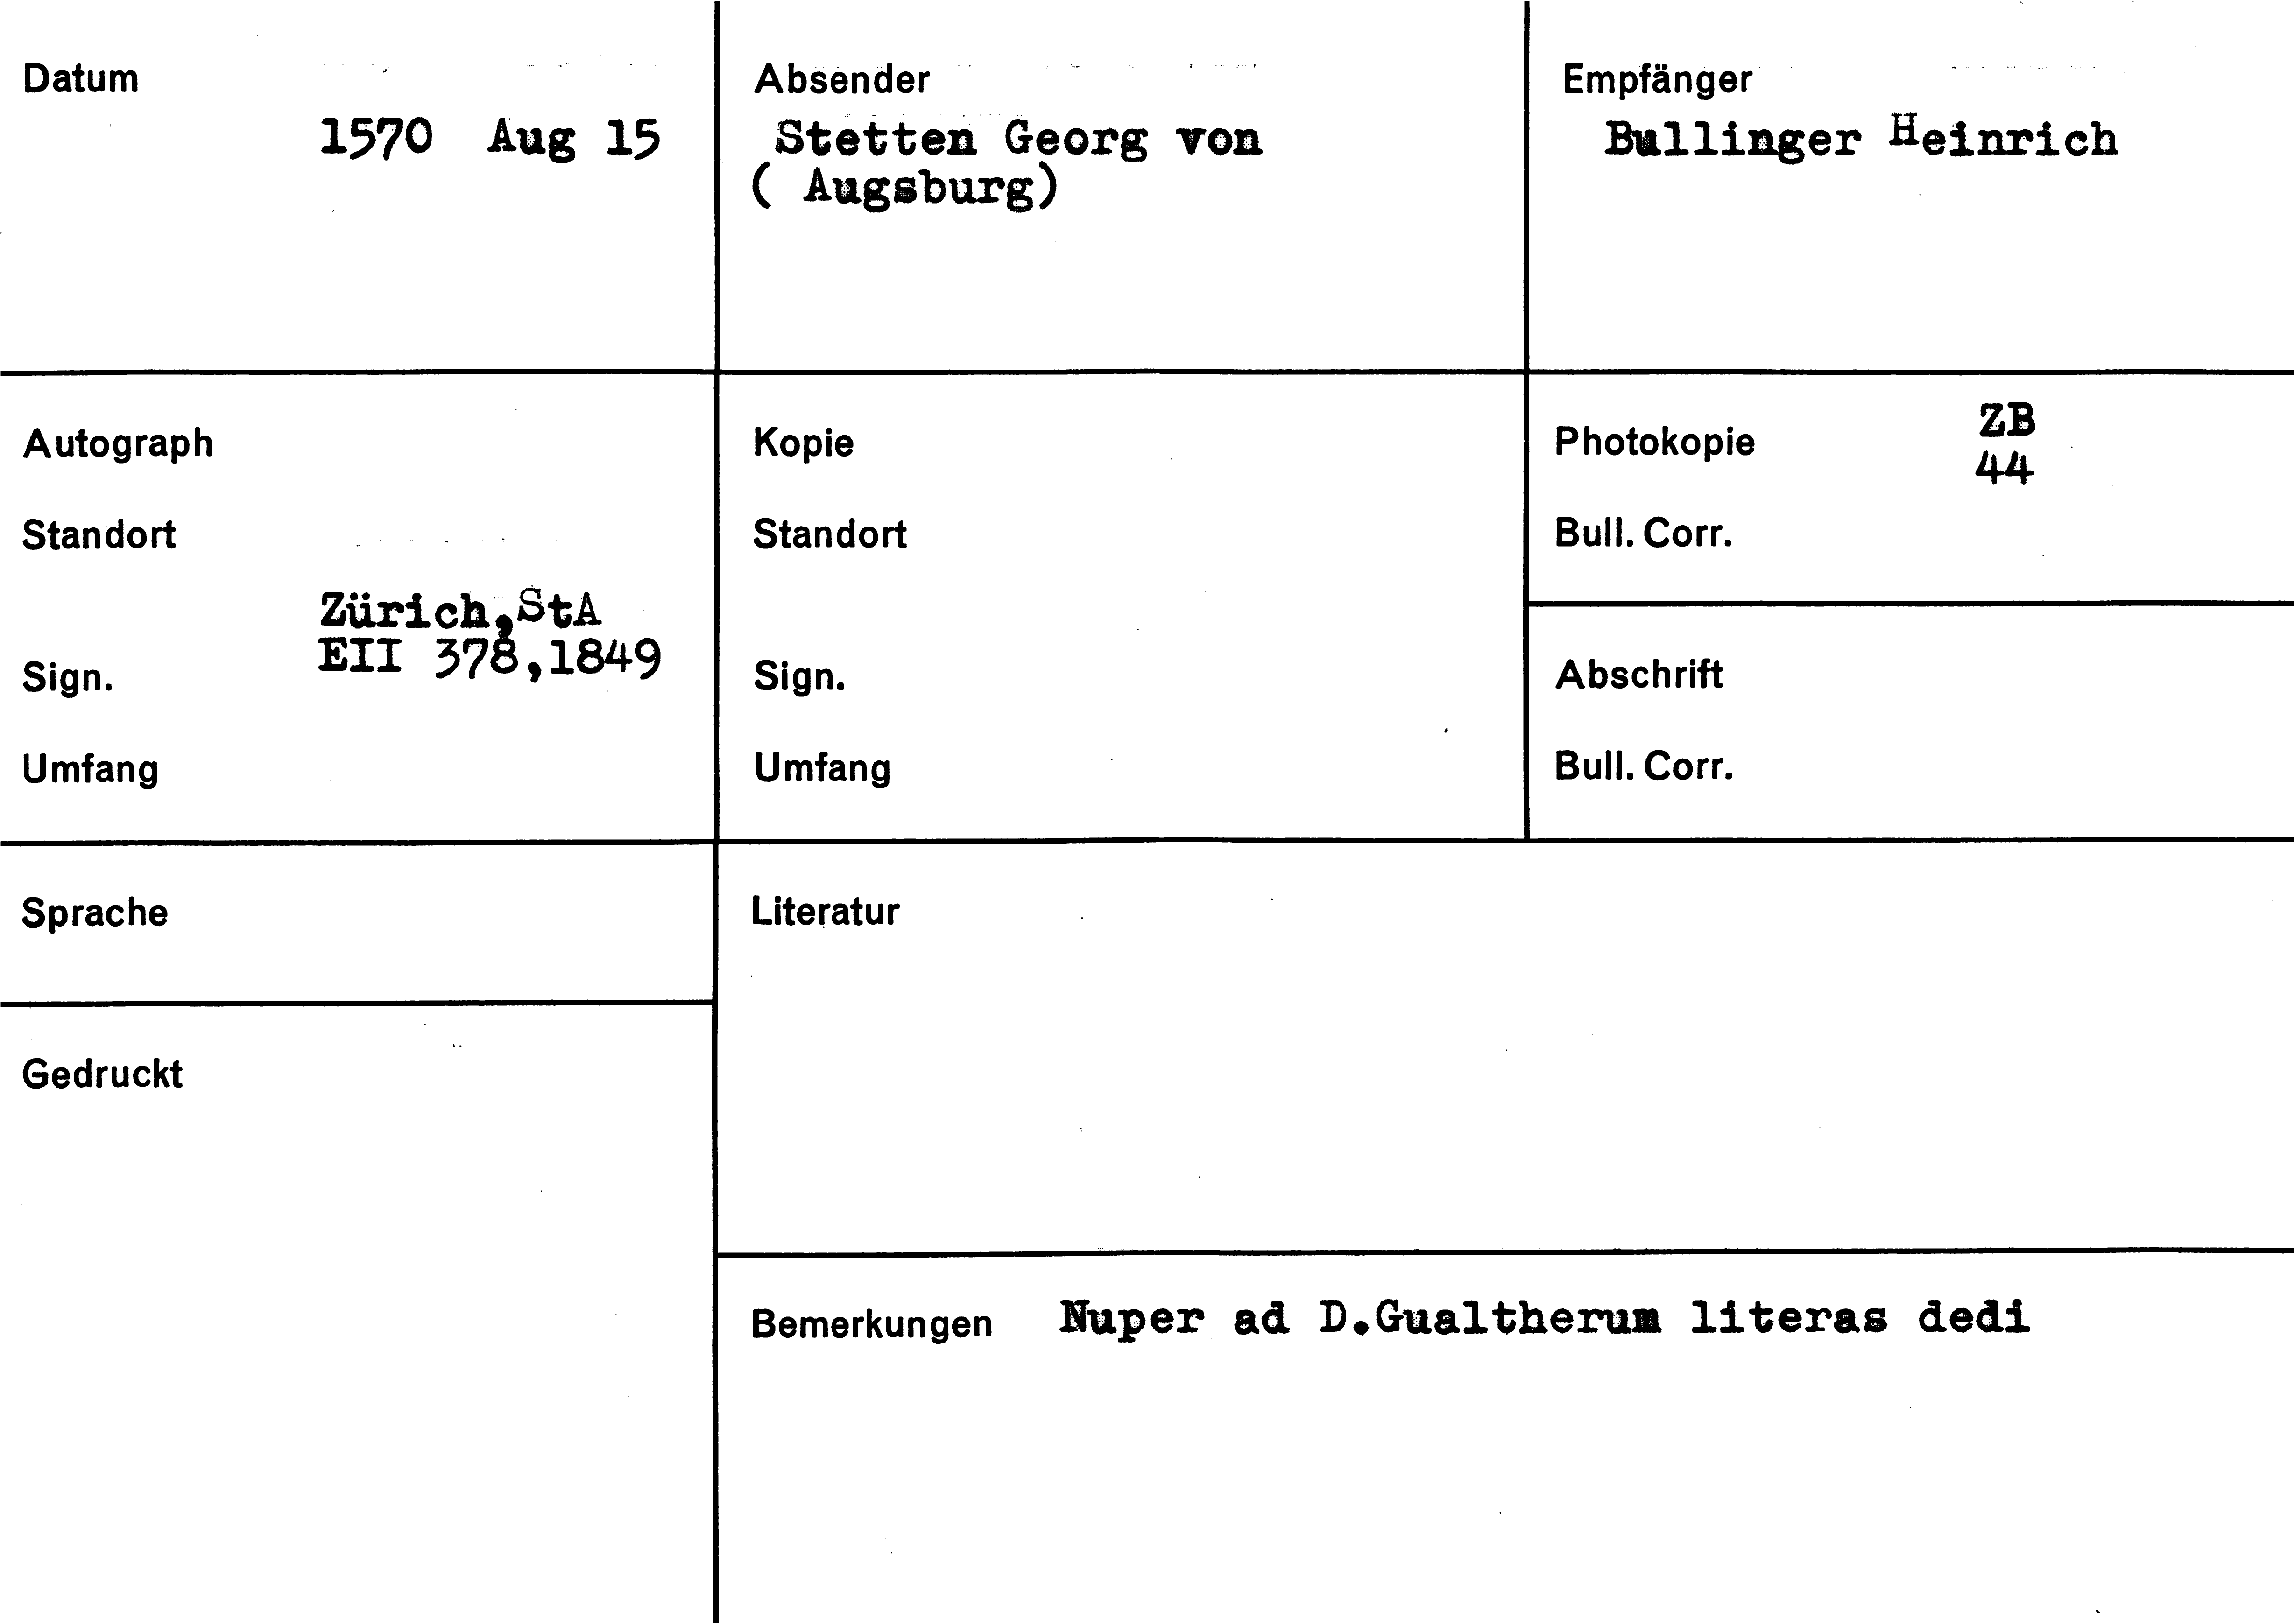 Datum
1570 Aug 15
Absender
Stetten Georg von
( Augsburg)
Empfänger
Bullinger Heinrich
Autograph
Standort
Zürich,StA
EII 378,1849
Sign.
Umfang
Kopie
Standort
Sign.
Umfang
Photokopie
ZB
44
Bull. Corr.
Abschrift
Bull. Corr.
Sprache
Gedruckt
Literatur
Bemerkungen Nuper ad D.Gualtherum literas dedi